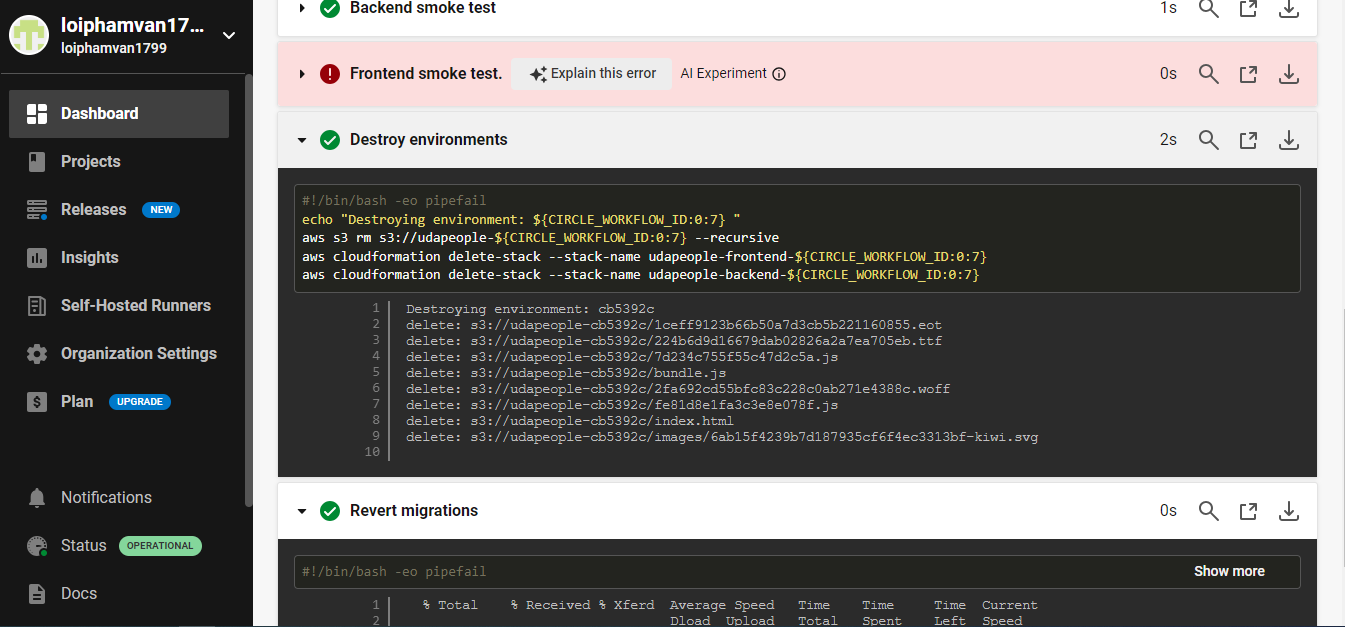 loiphamvan17...
loiphamvan1799
Dashboard
Projects
Releases NEW
Insights
Self-Hosted Runners
Organization Settings
Plan UPGRADE
Notifications
Status OPERATIONAL
Docs
Backend smoke test 1s
Frontend smoke test. Explain this error AI Experiment 0s
Destroy environments 2s
#!/bin/bash -eo pipefail
echo "Destroying environment: ${CIRCLE_WORKFLOW_ID:0:7} "
aws s3 rm s3://udapeople-${CIRCLE_WORKFLOW_ID:0:7} --recursive
aws cloudformation delete-stack --stack-name udapeople-frontend-${CIRCLE_WORKFLOW_ID:0:7}
aws cloudformation delete-stack --stack-name udapeople-backend-${CIRCLE_WORKFLOW_ID:0:7}
1 Destroying environment: cb5392c
2 delete: s3://udapeople-cb5392c/1ceff9123b66b50a7d3cb5b221160855.eot
3 delete: s3://udapeople-cb5392c/224b6d9d16679dab02826a2a7ea705eb.ttf
4 delete: s3://udapeople-cb5392c/7d234c755f55c47d2c5a.js
5 delete: s3://udapeople-cb5392c/bundle.js
6 delete: s3://udapeople-cb5392c/2fa692cd55bfc83c228c0ab271e4388c.woff
7 delete: s3://udapeople-cb5392c/fe81d8e1fa3c3e8e078f.js
8 delete: s3://udapeople-cb5392c/index.html
9 delete: s3://udapeople-cb5392c/images/6ab15f4239b7d187935cf6f4ec3313bf-kiwi.svg
10
Revert migrations 0s
#!/bin/bash -eo pipefail Show more
1 % Total % Received % Xferd Average Speed Time Time Time Current
2 Dload Upload Total Spent Left Speed